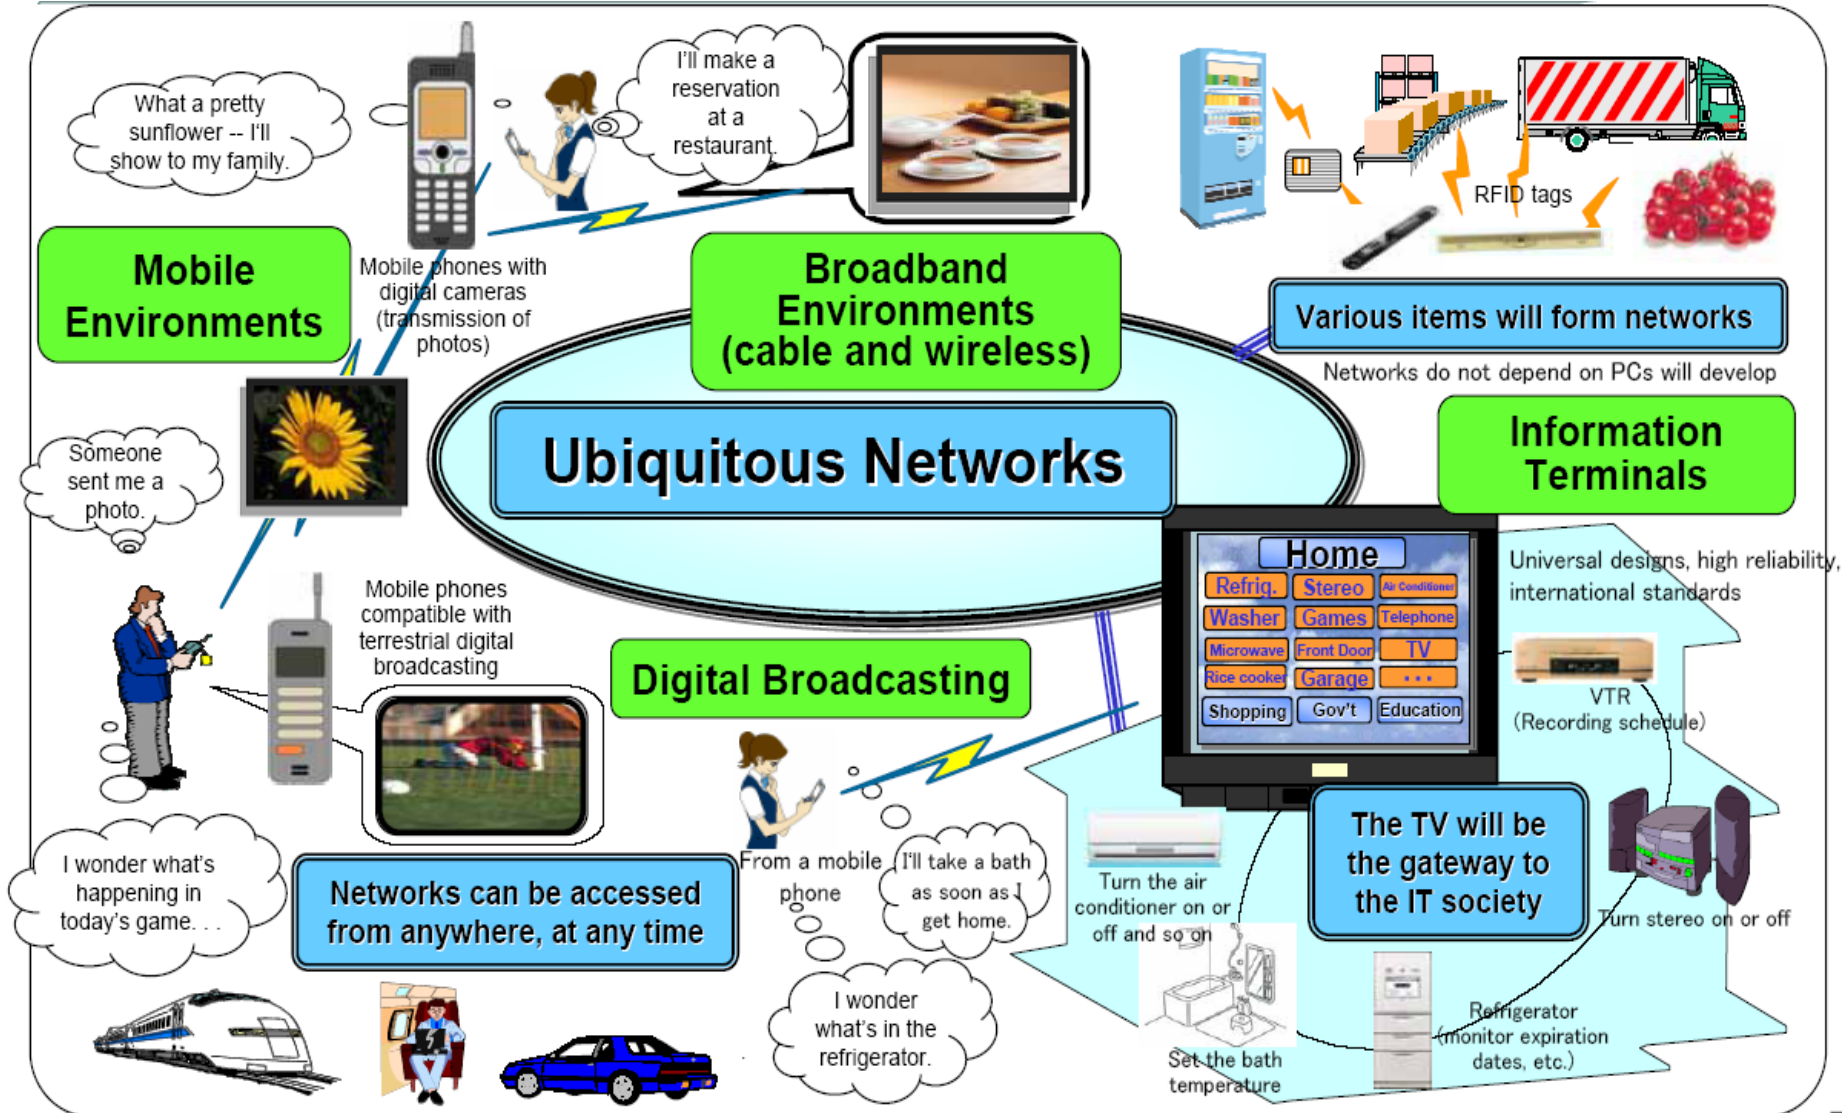 What a pretty
sunflower -- I'll
show to my family.
I'll make a
reservation
at a
restaurant.
RFID tags
Mobile
Environments
Mobile phones with
digital cameras
(transmission of
photos)
Broadband
Environments
(cable and wireless)
Various items will form networks
Networks do not depend on PCs will develop
Ubiquitous Networks
Information
Terminals
Someone
sent me a
photo.
Universal designs, high reliability,
international standards
Home
Refrig.
Stereo
Air Conditioner
Washer
Games
Telephone
Microwave
Front Door
TV
Rice cooker
Garage
. . .
Shopping
Gov't
Education
Mobile phones
compatible with
terrestrial digital
broadcasting
Digital Broadcasting
VTR
(Recording schedule)
I wonder what's
happening in
today's game. . .
Networks can be accessed
from anywhere, at any time
From a mobile
phone
I'll take a bath
as soon as I
get home.
I wonder
what's in the
refrigerator.
Turn the air
conditioner on or
off and so on
The TV will be
the gateway to
the IT society
Turn stereo on or off
Set the bath
temperature
Refrigerator
(monitor expiration
dates, etc.)